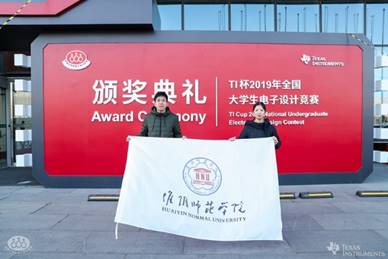 颁奖典礼
Award Ceremony
TI杯2019年全国
大学生电子设计竞赛
TI Cup 2019 National Undergraduate
Electronic Design Contest
TEXAS
INSTRUMENTS
HNU
淮阴师范学院
HUAIYIN NORMAL UNIVERSITY
TEXAS
INSTRUMENTS